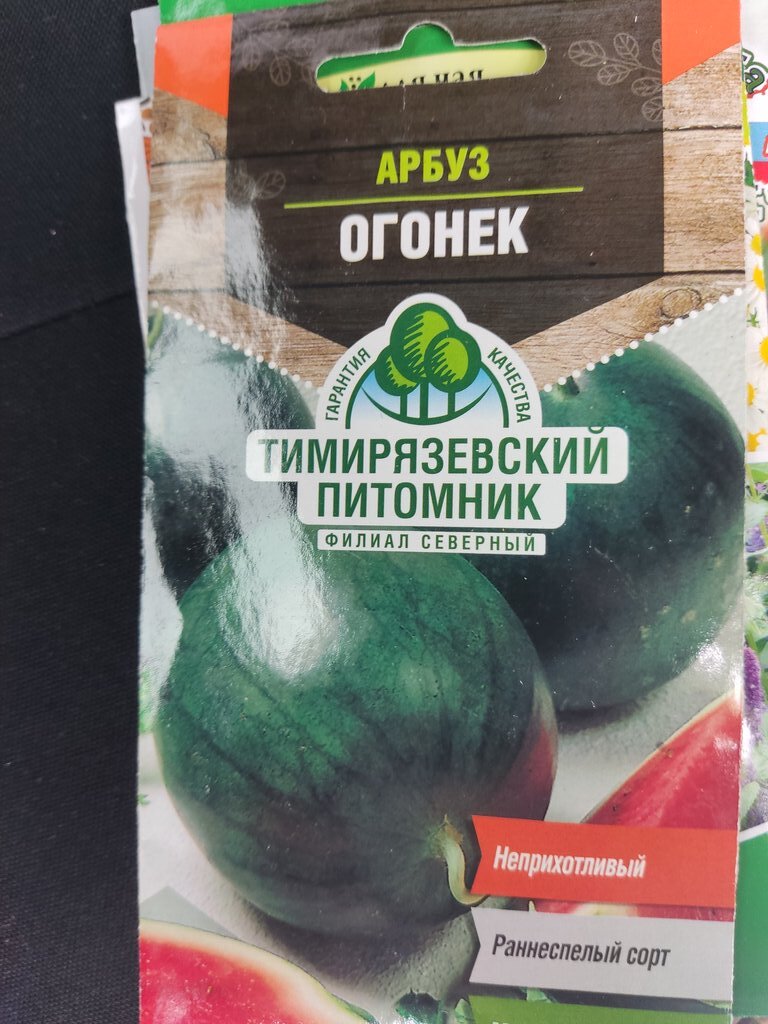 АРБУЗ
ОГОНЕК
ГАРАНТИЯ КАЧЕСТВА
ТИМИРЯЗЕВСКИЙ
ПИТОМНИК
ФИЛИАЛ СЕВЕРНЫЙ
Неприхотливый
Раннеспелый сорт